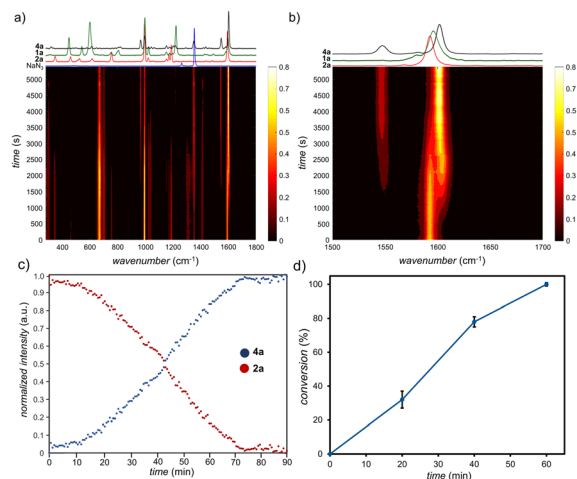 a)
4a
1a
2a
NaN3
0.8
0.7
0.6
0.5
0.4
0.3
0.2
0.1
0
5000
4500
4000
3500
3000
2500
2000
1500
1000
500
0
time (s)
400 600 800 1000 1200 1400 1600 1800
wavenumber (cm-1)
b)
4a
1a
2a
0.8
0.7
0.6
0.5
0.4
0.3
0.2
0.1
0
5000
4500
4000
3500
3000
2500
2000
1500
1000
500
0
time (s)
1500 1550 1600 1650 1700
wavenumber (cm-1)
c)
1.0
0.9
0.8
0.7
0.6
0.5
0.4
0.3
0.2
0.1
0
normalized intensity (a.u.)
4a
2a
0 10 20 30 40 50 60 70 80 90
time (min)
d)
100
80
60
40
20
0
conversion (%)
0 20 40 60
time (min)